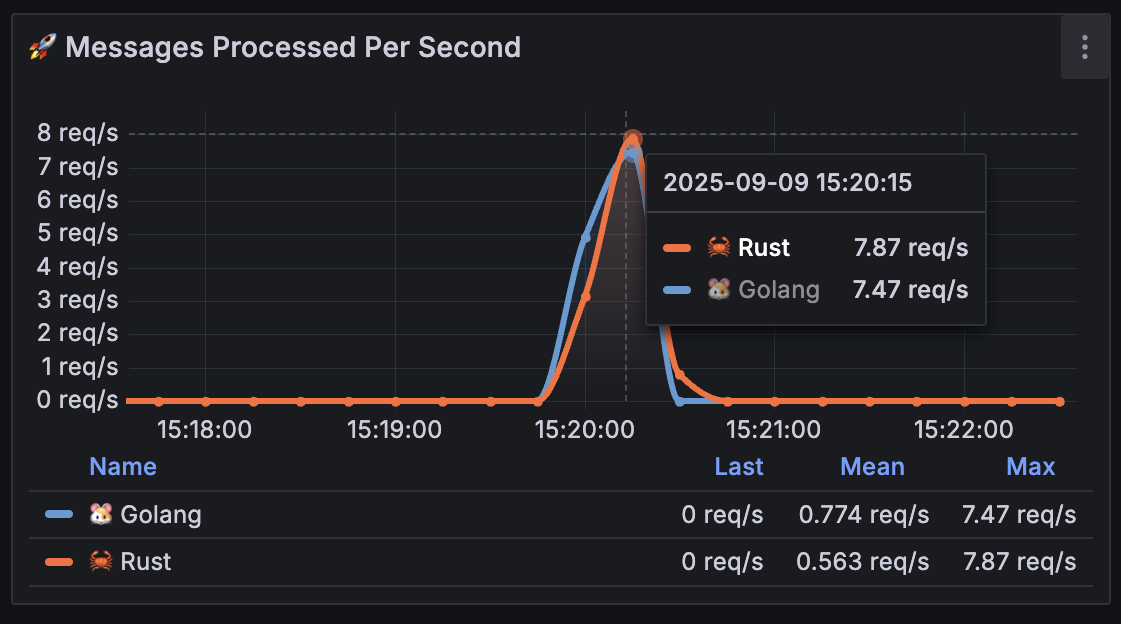 🚀 Messages Processed Per Second
8 req/s
7 req/s
6 req/s
5 req/s
4 req/s
3 req/s
2 req/s
1 req/s
0 req/s
2025-09-09 15:20:15
🦀 Rust 7.87 req/s
🐹 Golang 7.47 req/s
15:18:00 15:19:00 15:20:00 15:21:00 15:22:00
Name Last Mean Max
🐹 Golang 0 req/s 0.774 req/s 7.47 req/s
🦀 Rust 0 req/s 0.563 req/s 7.87 req/s